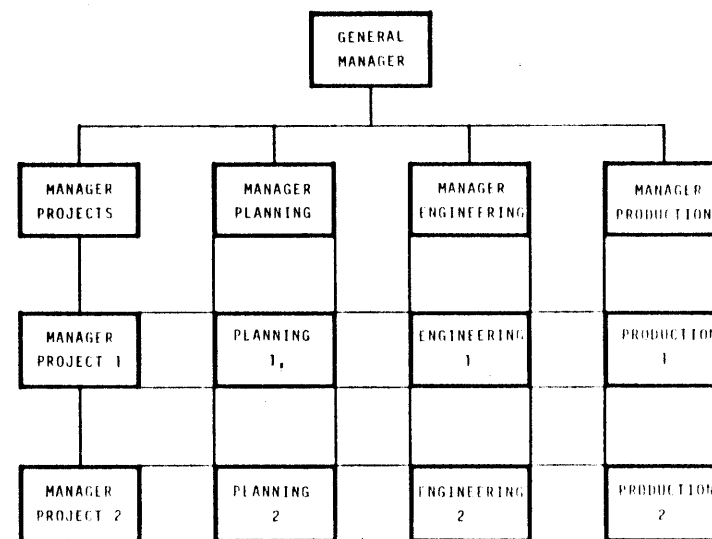 GENERAL
MANAGER
MANAGER
PROJECTS
MANAGER
PLANNING
MANAGER
ENGINEERING
MANAGER
PRODUCTION
MANAGER
PROJECT 1
PLANNING
1,
ENGINEERING
1
PRODUCTION
1
MANAGER
PROJECT 2
PLANNING
2
ENGINEERING
2
PRODUCTION
2